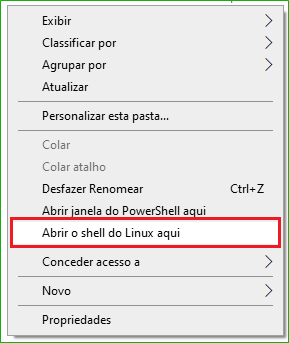 Exibir
Classificar por
Agrupar por
Atualizar
Personalizar esta pasta...
Colar
Colar atalho
Desfazer Renomear Ctrl+Z
Abrir janela do PowerShell aqui
Abrir o shell do Linux aqui
Conceder acesso a
Novo
Propriedades